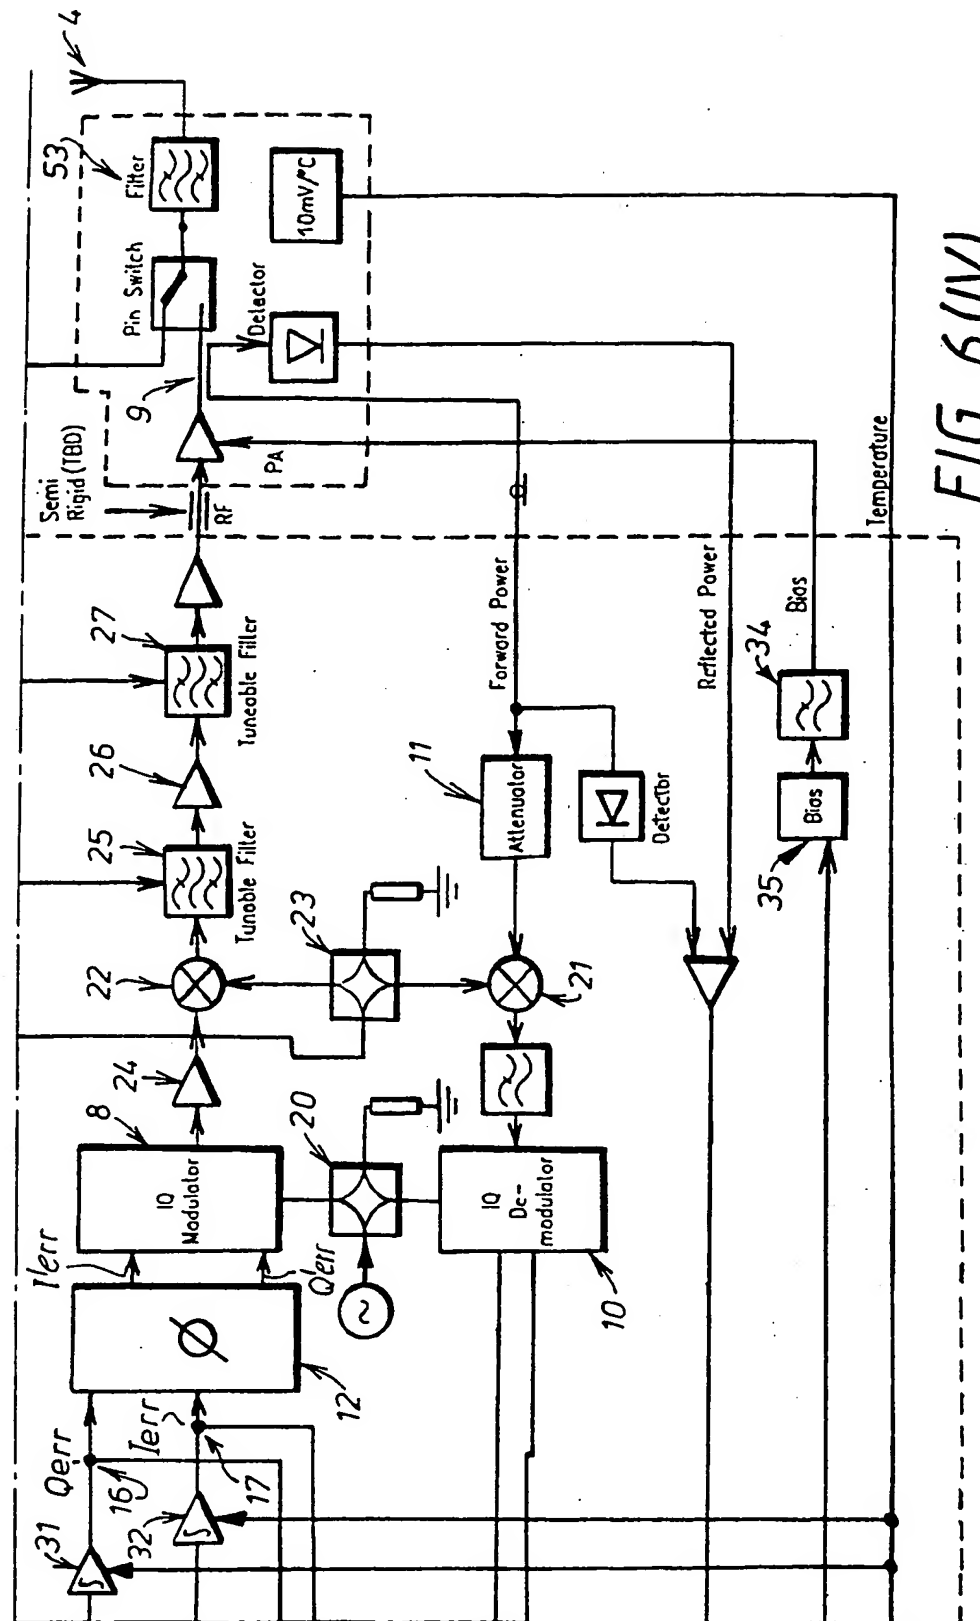 4
53
Filter
Pin Switch
10mV/°C
Detector
9
PA
Semi
Rigid (TBD)
RF
Temperature
FIG 6(IV)
27
Tuneable Filler
26
25
Tunable Filter
22
24
8
IQ
Modulator
I'err
Q'err
12
Ø
Qerr
Ierr
16
17
31
32
∫
∫
23
20
~
Forward Power
11
Attenuator
Detector
21
IQ
De-
modulator
10
Reflected Power
Bias
34
Bias
35